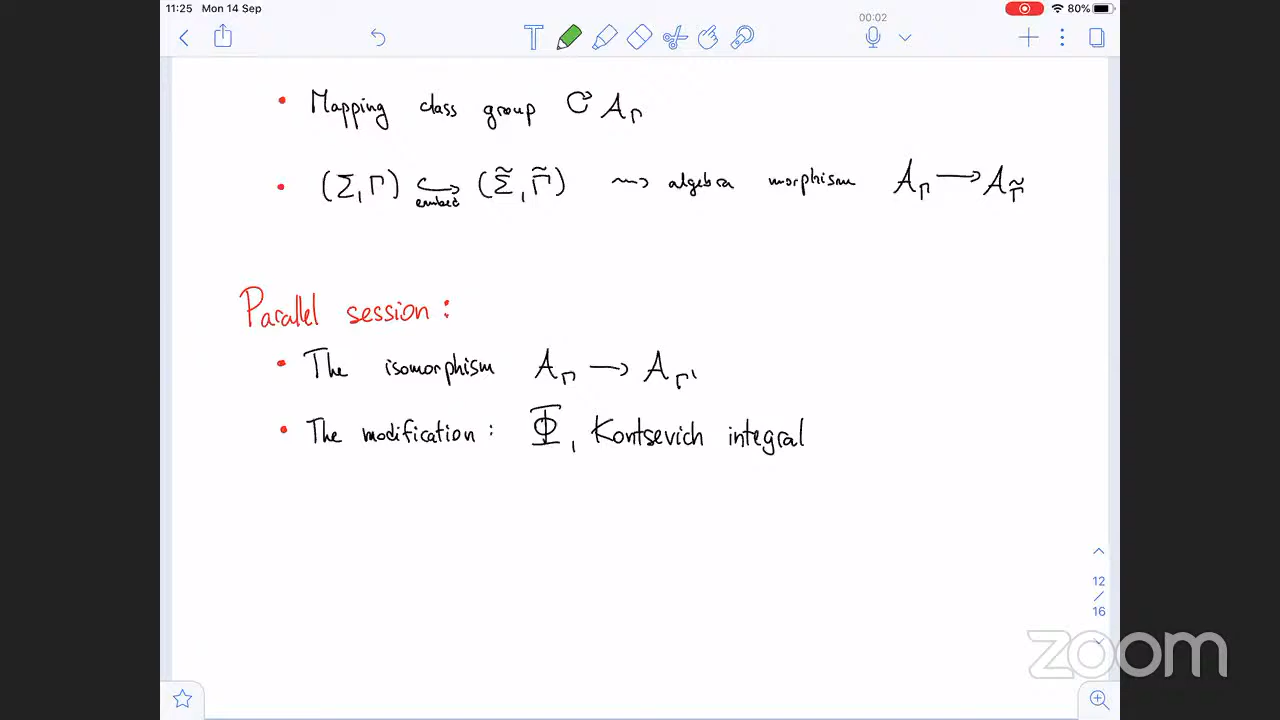 11:25 Mon 14 Sep
80%
00:02
• Mapping class group ↻ A_Γ
• (Σ, Γ) ↪ (Σ̃, Γ̃) ⇝ algebra morphism A_Γ → A_Γ̃
embed
Parallel session:
• The isomorphism A_Γ → A_Γ'
• The modification: Φ, Kontsevich integral
12
/
16
zoom